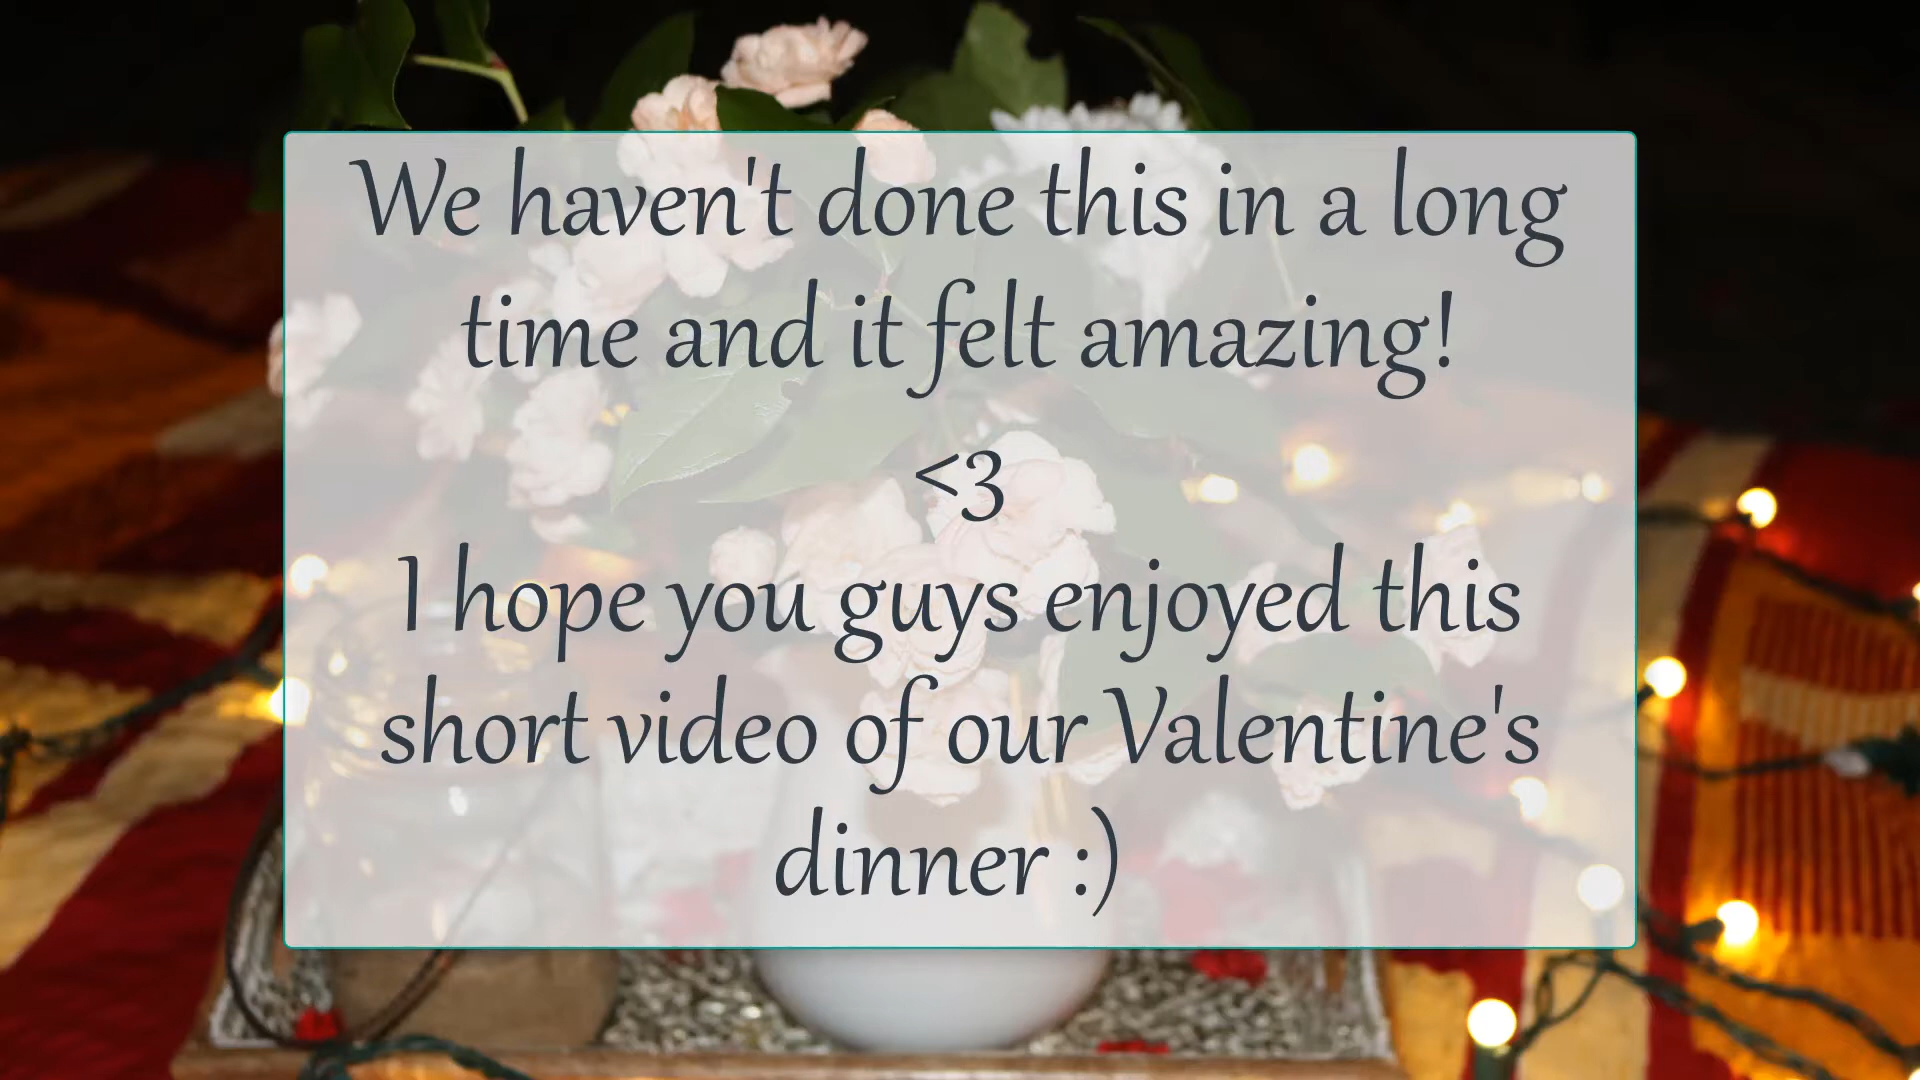 We haven't done this in a long
time and it felt amazing!
<3
I hope you guys enjoyed this
short video of our Valentine's
dinner :)